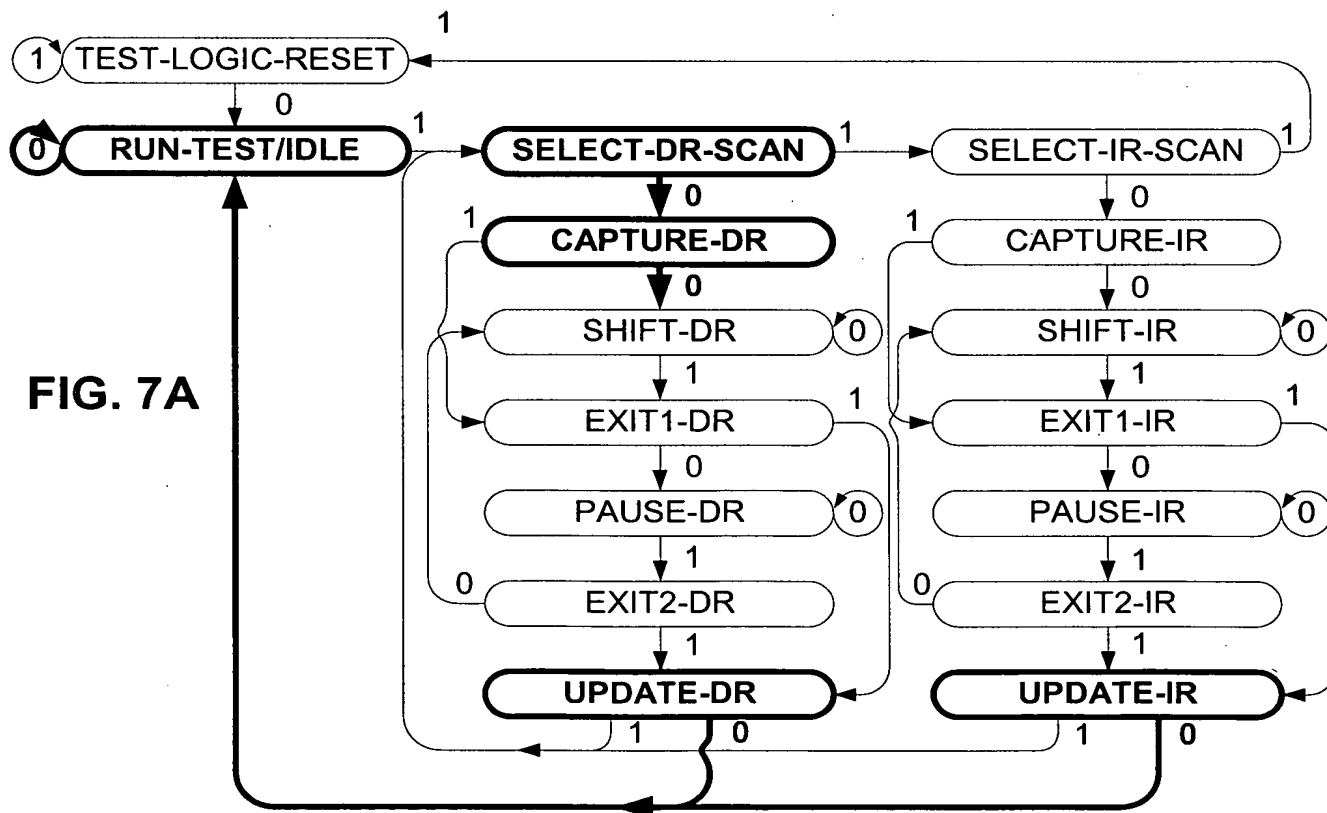 1
1 TEST-LOGIC-RESET
0
0 RUN-TEST/IDLE 1 SELECT-DR-SCAN 1 SELECT-IR-SCAN 1
0 0
1 CAPTURE-DR 1 CAPTURE-IR
0 0
SHIFT-DR 0 SHIFT-IR 0
1 1
FIG. 7A
EXIT1-DR 1 EXIT1-IR 1
0 0
PAUSE-DR 0 PAUSE-IR 0
1 1
0 EXIT2-DR 0 EXIT2-IR
1 1
UPDATE-DR UPDATE-IR
1 0 1 0